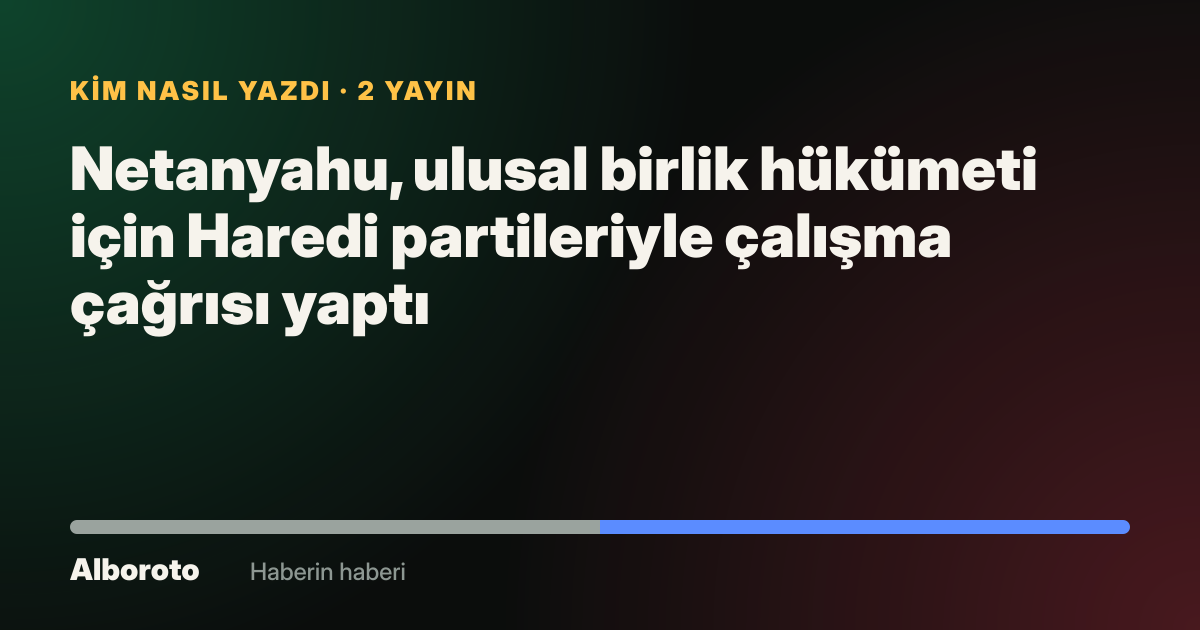 KİM NASIL YAZDI · 2 YAYIN
Netanyahu, ulusal birlik hükümeti
için Haredi partileriyle çalışma
çağrısı yaptı
Alboroto
Haberin haberi